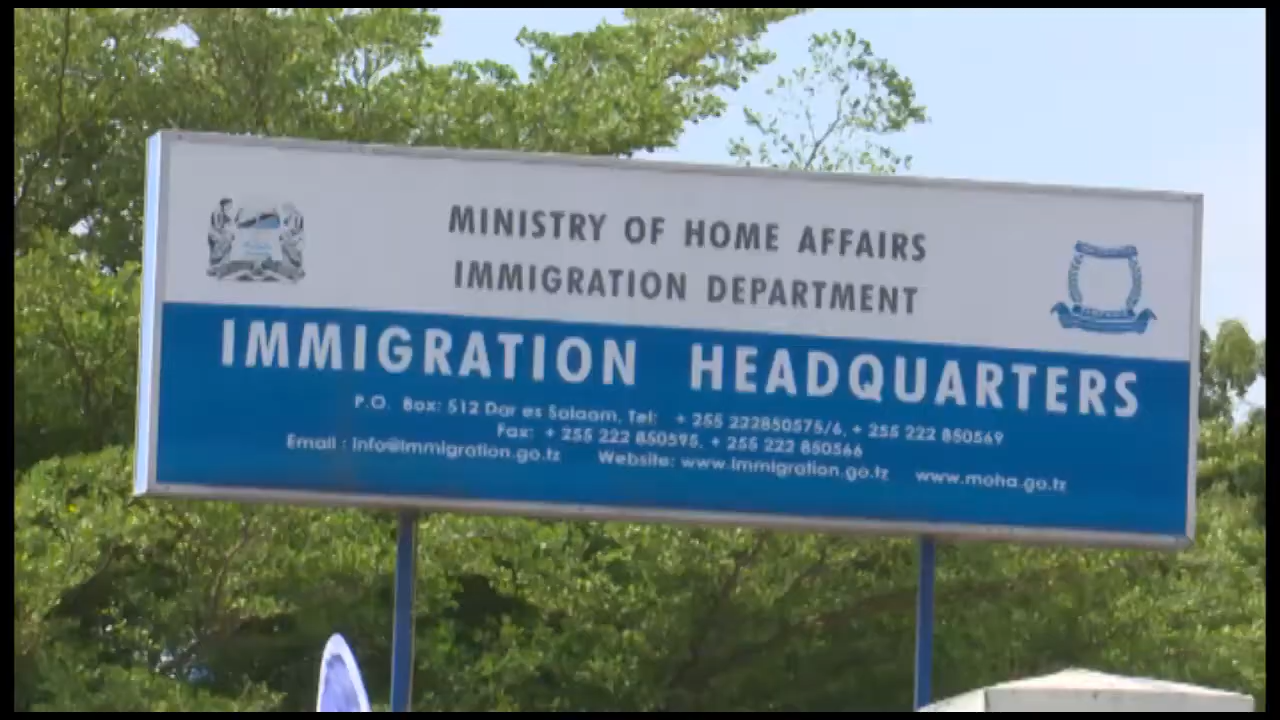 MINISTRY OF HOME AFFAIRS
IMMIGRATION DEPARTMENT
IMMIGRATION HEADQUARTERS
P.O. Box: 512 Dar es Salaam, Tel: + 255 222850575/6, + 255 222 850569
Fax: + 255 222 850595, + 255 222 850566
Email : info@immigration.go.tz Website: www.immigration.go.tz www.moha.go.tz